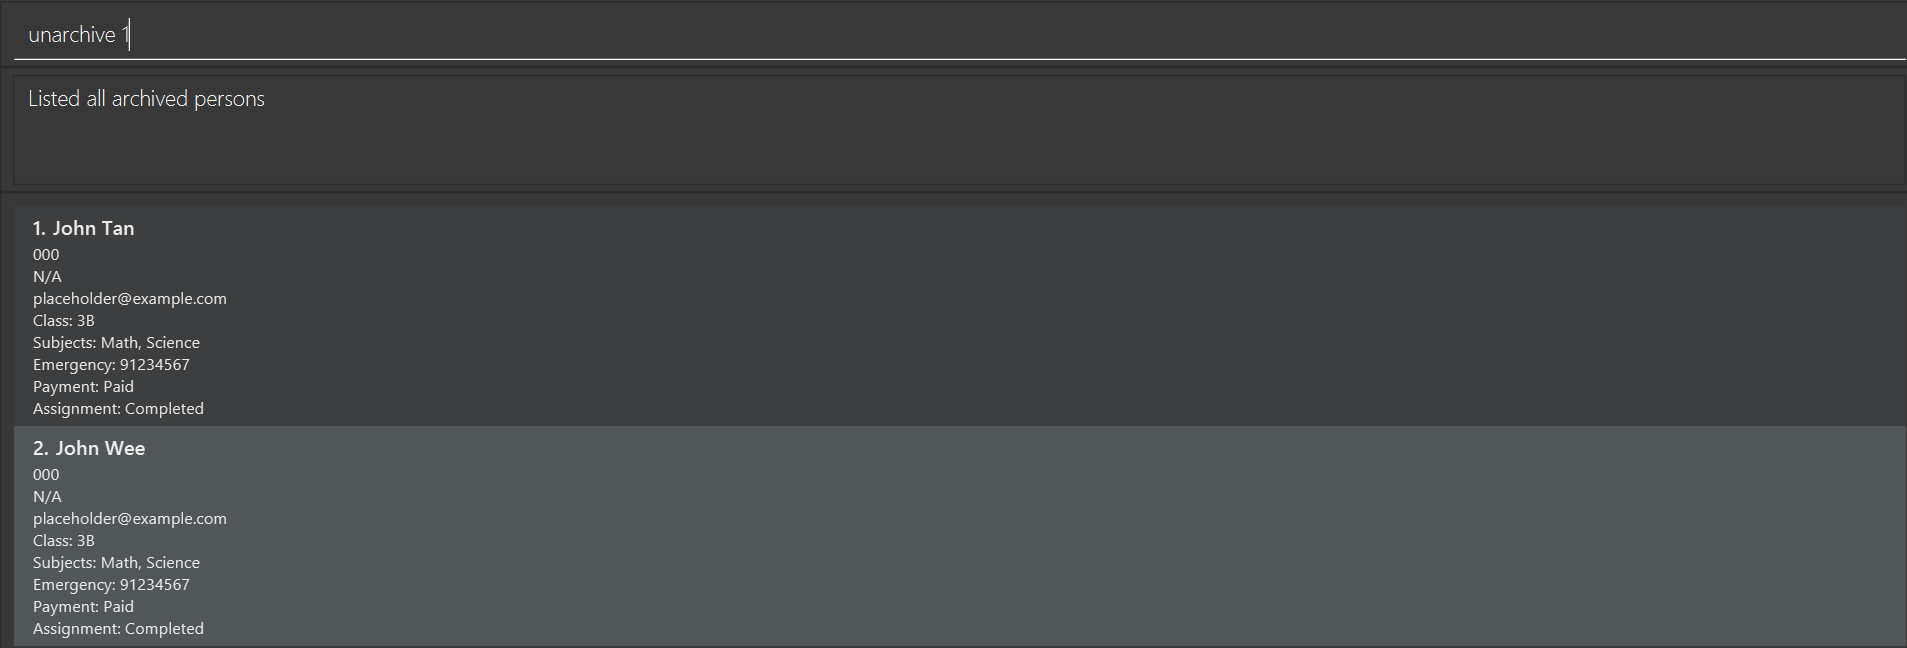 unarchive 1
Listed all archived persons
1. John Tan
000
N/A
placeholder@example.com
Class: 3B
Subjects: Math, Science
Emergency: 91234567
Payment: Paid
Assignment: Completed
2. John Wee
000
N/A
placeholder@example.com
Class: 3B
Subjects: Math, Science
Emergency: 91234567
Payment: Paid
Assignment: Completed